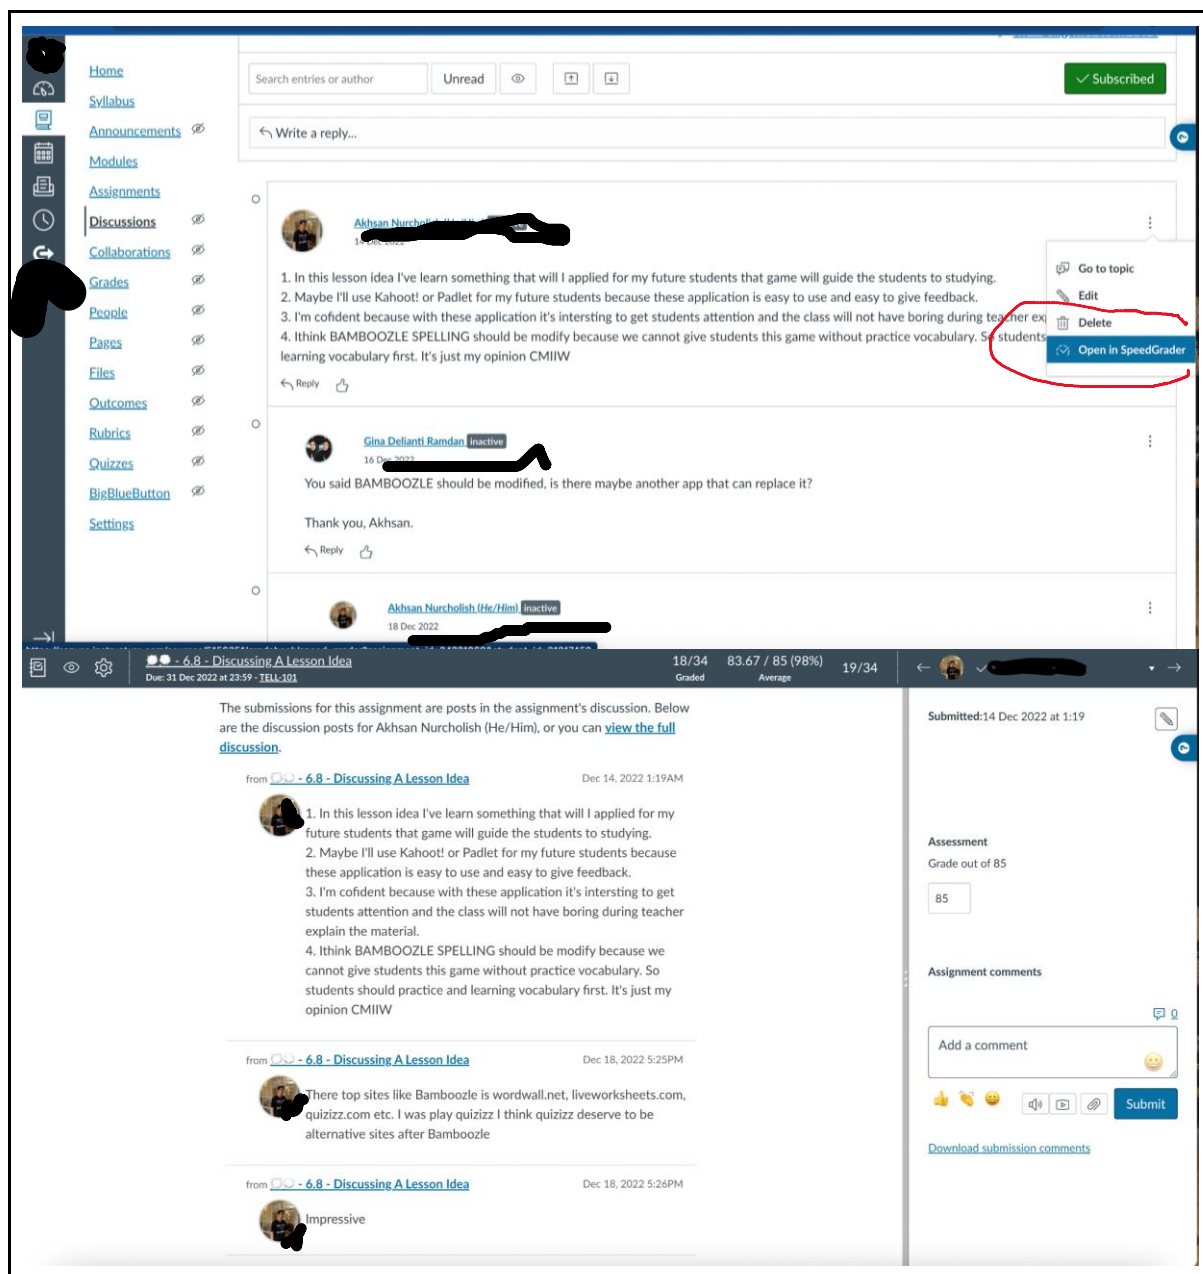 Home
Syllabus
Announcements
Modules
Assignments
Discussions
Collaborations
Grades
People
Pages
Files
Outcomes
Rubrics
Quizzes
BigBlueButton
Settings
Search entries or author
Unread
Subscribed
Write a reply...
Akhsan Nurcholish
14 Dec 2022
1. In this lesson idea I've learn something that will I applied for my future students that game will guide the students to studying.
2. Maybe I'll use Kahoot! or Padlet for my future students because these application is easy to use and easy to give feedback.
3. I'm cofident because with these application it's intersting to get students attention and the class will not have boring during teacher
4. Ithink BAMBOOZLE SPELLING should be modify because we cannot give students this game without practice vocabulary. So students
learning vocabulary first. It's just my opinion CMIIW
Reply
Go to topic
Edit
Delete
Open in SpeedGrader
Gina Delianti Ramdan inactive
16 Dec 2022
You said BAMBOOZLE should be modified, is there maybe another app that can replace it?
Thank you, Akhsan.
Reply
Akhsan Nurcholish (He/Him) inactive
18 Dec 2022
- 6.8 - Discussing A Lesson Idea
Due: 31 Dec 2022 at 23:59 - TELL-101
18/34
Graded
83.67 / 85 (98%)
Average
19/34
The submissions for this assignment are posts in the assignment's discussion. Below
are the discussion posts for Akhsan Nurcholish (He/Him), or you can view the full
discussion.
from - 6.8 - Discussing A Lesson Idea Dec 14, 2022 1:19AM
1. In this lesson idea I've learn something that will I applied for my
future students that game will guide the students to studying.
2. Maybe I'll use Kahoot! or Padlet for my future students because
these application is easy to use and easy to give feedback.
3. I'm cofident because with these application it's intersting to get
students attention and the class will not have boring during teacher
explain the material.
4. Ithink BAMBOOZLE SPELLING should be modify because we
cannot give students this game without practice vocabulary. So
students should practice and learning vocabulary first. It's just my
opinion CMIIW
from - 6.8 - Discussing A Lesson Idea Dec 18, 2022 5:25PM
There top sites like Bamboozle is wordwall.net, liveworksheets.com,
quizizz.com etc. I was play quizizz I think quizizz deserve to be
alternative sites after Bamboozle
from - 6.8 - Discussing A Lesson Idea Dec 18, 2022 5:26PM
Impressive
Submitted:14 Dec 2022 at 1:19
Assessment
Grade out of 85
85
Assignment comments
0
Add a comment
Submit
Download submission comments